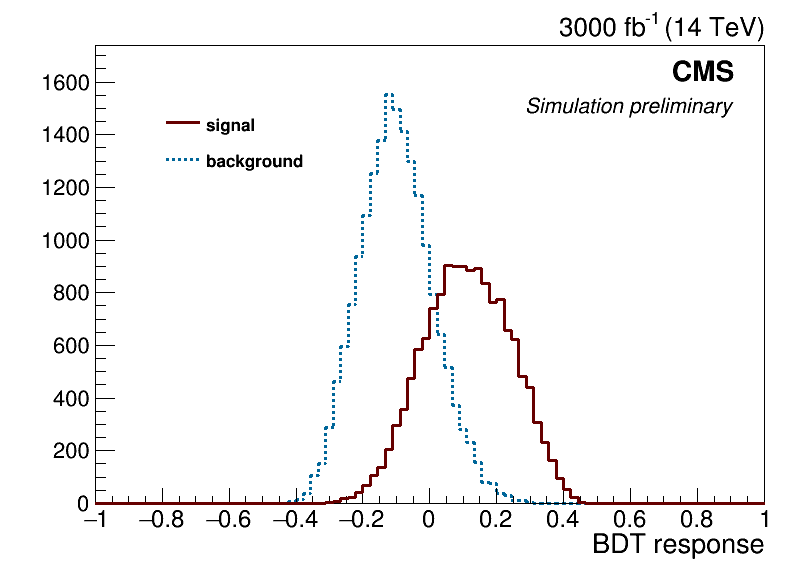 3000 fb-1 (14 TeV)
CMS
Simulation preliminary
signal
background
1600
1400
1200
1000
800
600
400
200
0
−1 −0.8 −0.6 −0.4 −0.2 0 0.2 0.4 0.6 0.8 1
BDT response